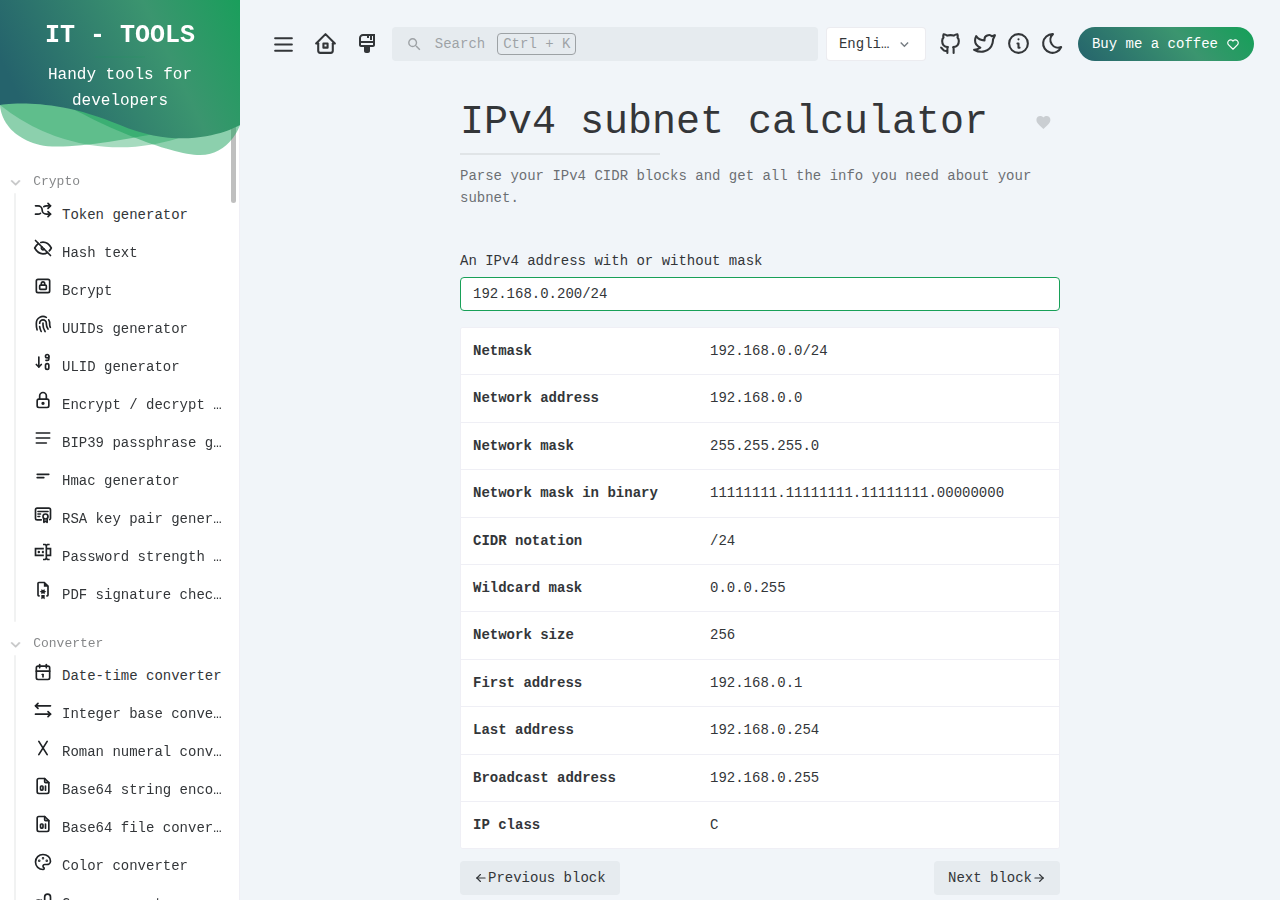 IT - TOOLS
Handy tools for
developers
Crypto
Token generator
Hash text
Bcrypt
UUIDs generator
ULID generator
Encrypt / decrypt …
BIP39 passphrase g…
Hmac generator
RSA key pair gener…
Password strength …
PDF signature chec…
Converter
Date-time converter
Integer base conve…
Roman numeral conv…
Base64 string enco…
Base64 file conver…
Color converter
Search Ctrl + K
Engli…
Buy me a coffee
IPv4 subnet calculator
Parse your IPv4 CIDR blocks and get all the info you need about your
subnet.
An IPv4 address with or without mask
192.168.0.200/24
Netmask 192.168.0.0/24
Network address 192.168.0.0
Network mask 255.255.255.0
Network mask in binary 11111111.11111111.11111111.00000000
CIDR notation /24
Wildcard mask 0.0.0.255
Network size 256
First address 192.168.0.1
Last address 192.168.0.254
Broadcast address 192.168.0.255
IP class C
Previous block
Next block